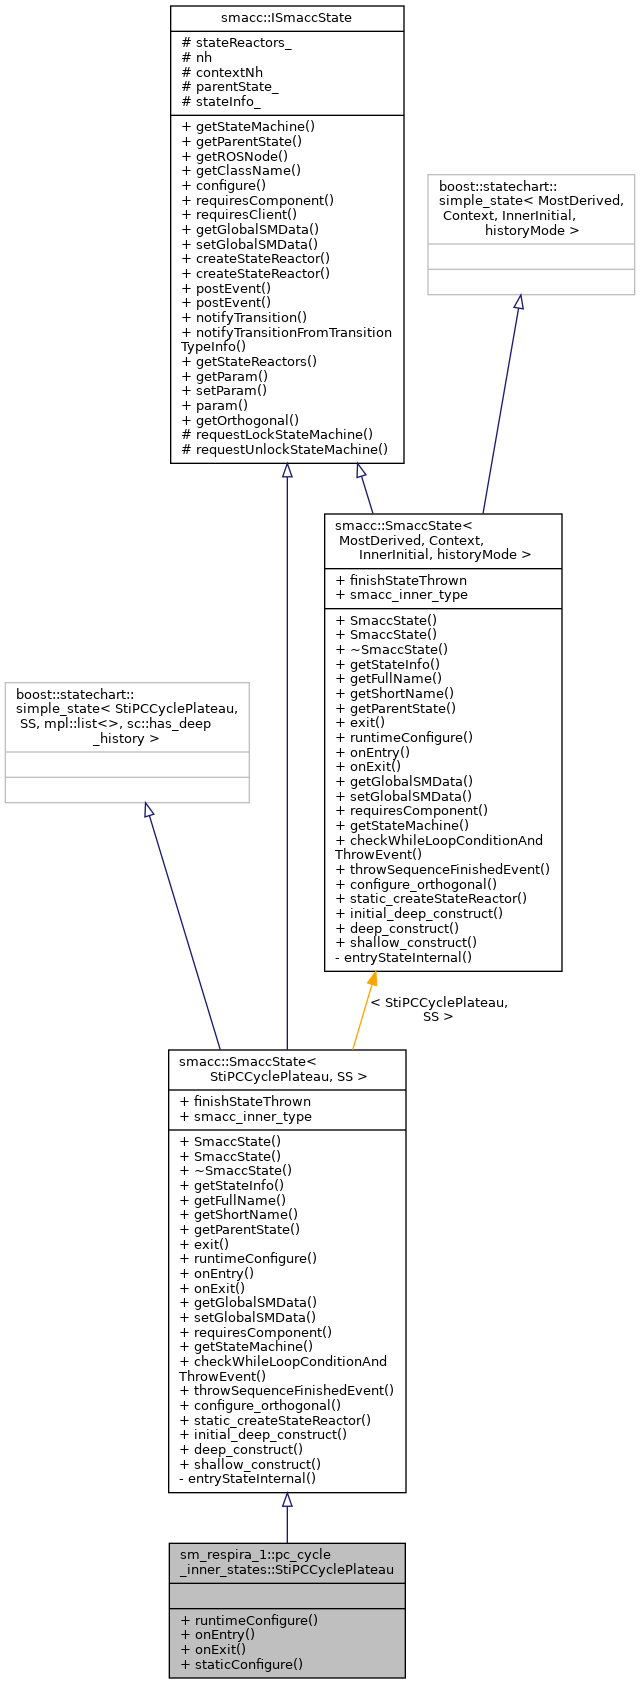 smacc::ISmaccState
# stateReactors_
# nh
# contextNh
# parentState_
# stateInfo_
+ getStateMachine()
+ getParentState()
+ getROSNode()
+ getClassName()
+ configure()
+ requiresComponent()
+ requiresClient()
+ getGlobalSMData()
+ setGlobalSMData()
+ createStateReactor()
+ createStateReactor()
+ postEvent()
+ postEvent()
+ notifyTransition()
+ notifyTransitionFromTransition
TypeInfo()
+ getStateReactors()
+ getParam()
+ setParam()
+ param()
+ getOrthogonal()
# requestLockStateMachine()
# requestUnlockStateMachine()
boost::statechart::
simple_state< MostDerived,
Context, InnerInitial,
historyMode >
smacc::SmaccState<
MostDerived, Context,
InnerInitial, historyMode >
+ finishStateThrown
+ smacc_inner_type
+ SmaccState()
+ SmaccState()
+ ~SmaccState()
+ getStateInfo()
+ getFullName()
+ getShortName()
+ getParentState()
+ exit()
+ runtimeConfigure()
+ onEntry()
+ onExit()
+ getGlobalSMData()
+ setGlobalSMData()
+ requiresComponent()
+ getStateMachine()
+ checkWhileLoopConditionAnd
ThrowEvent()
+ throwSequenceFinishedEvent()
+ configure_orthogonal()
+ static_createStateReactor()
+ initial_deep_construct()
+ deep_construct()
+ shallow_construct()
- entryStateInternal()
boost::statechart::
simple_state< StiPCCyclePlateau,
SS, mpl::list<>, sc::has_deep
_history >
< StiPCCyclePlateau,
SS >
smacc::SmaccState<
StiPCCyclePlateau, SS >
+ finishStateThrown
+ smacc_inner_type
+ SmaccState()
+ SmaccState()
+ ~SmaccState()
+ getStateInfo()
+ getFullName()
+ getShortName()
+ getParentState()
+ exit()
+ runtimeConfigure()
+ onEntry()
+ onExit()
+ getGlobalSMData()
+ setGlobalSMData()
+ requiresComponent()
+ getStateMachine()
+ checkWhileLoopConditionAnd
ThrowEvent()
+ throwSequenceFinishedEvent()
+ configure_orthogonal()
+ static_createStateReactor()
+ initial_deep_construct()
+ deep_construct()
+ shallow_construct()
- entryStateInternal()
sm_respira_1::pc_cycle
_inner_states::StiPCCyclePlateau
+ runtimeConfigure()
+ onEntry()
+ onExit()
+ staticConfigure()